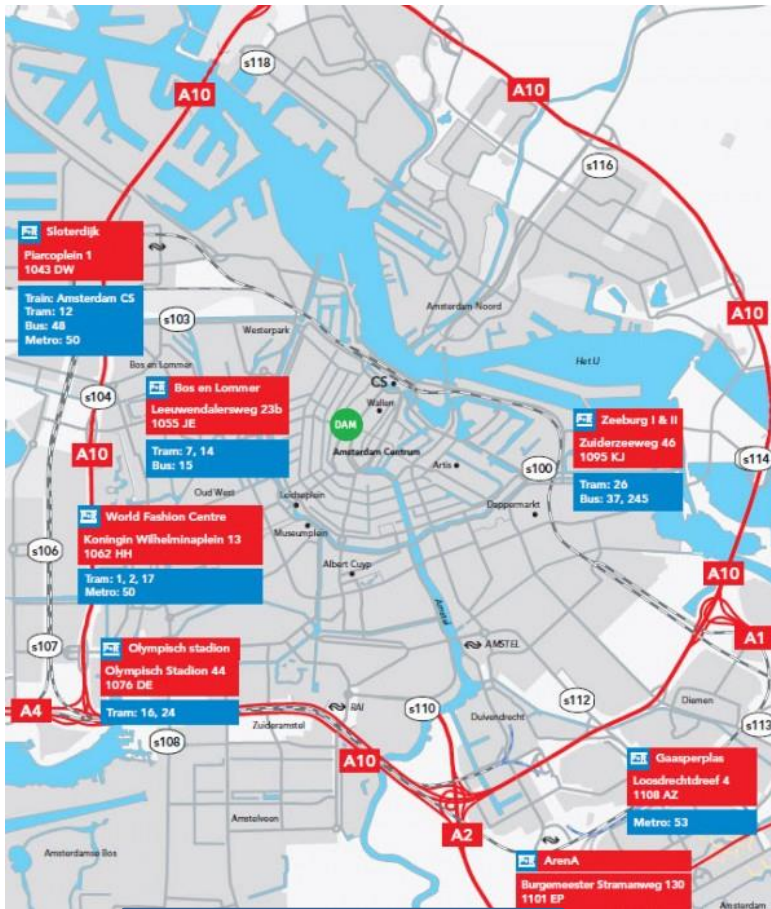 s118
A10
A10
s116
Sloterdijk
Piarcoplein 1
1043 DW
Train: Amsterdam CS
Tram: 12
Bus: 48
Metro: 50
Amsterdam Noord
A10
s103
Westerpark
Het IJ
Bos en Lommer
CS
s104
Bos en Lommer
Leeuwendalersweg 23b
1055 JE
Tram: 7, 14
Bus: 15
Wallen
DAM
Amsterdam Centrum
Zeeburg I & II
Zuiderzeeweg 46
1095 KJ
Tram: 26
Bus: 37, 245
A10
Artis
s100
s114
Oud West
Leidseplein
Dappermarkt
World Fashion Centre
Koningin Wilhelminaplein 13
1062 HH
Tram: 1, 2, 17
Metro: 50
Museumplein
s106
Albert Cuyp
A10
Amstel
s107
Olympisch stadion
Olympisch Stadion 44
1076 DE
Tram: 16, 24
AMSTEL
A1
A4
RAI
s110
s112
Diemen
Zuideramstel
Duivendrecht
s113
s108
A10
Gaasperplas
Loosdrechtdreef 4
1108 AZ
Metro: 53
Amstelveen
A2
Amsterdamse Bos
ArenA
Burgemeester Stramanweg 130
1101 EP
Amsterdam